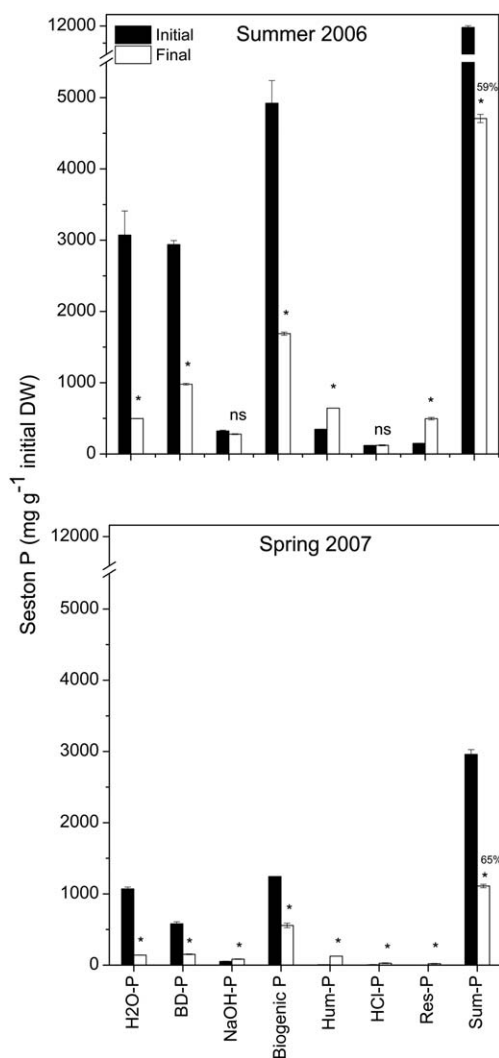 12000
Initial
Final
Summer 2006
5000
59%
*
4000
3000
2000
*
1000
*
*
ns
*
ns
*
0
Seston P (mg g⁻¹ initial DW)
12000
Spring 2007
5000
4000
3000
2000
65%
*
1000
*
*
*
*
*
*
*
0
H2O-P
BD-P
NaOH-P
Biogenic P
Hum-P
HCl-P
Res-P
Sum-P